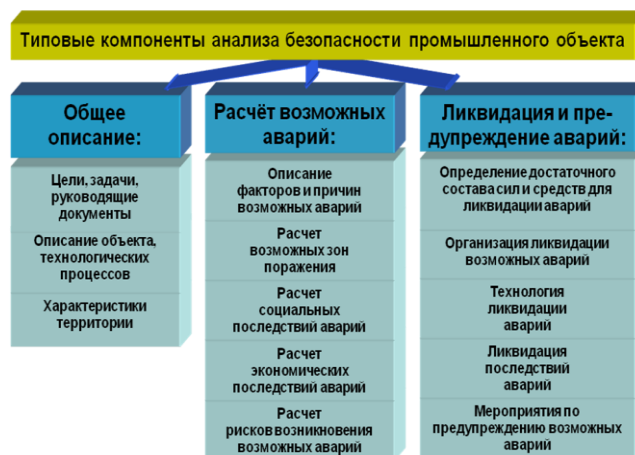 Типовые компоненты анализа безопасности промышленного объекта
Общее
описание:
Цели, задачи,
руководящие
документы
Описание объекта,
технологических
процессов
Характеристики
территории
Расчёт возможных
аварий:
Описание
факторов и причин
возможных аварий
Расчет
возможных зон
поражения
Расчет
социальных
последствий аварий
Расчет
экономических
последствий аварий
Расчет
рисков возникновения
возможных аварий
Ликвидация и пре-
дупреждение аварий:
Определение достаточного
состава сил и средств для
ликвидации аварий
Организация ликвидации
возможных аварий
Технология
ликвидации
аварий
Ликвидация
последствий
аварий
Мероприятия по
предупреждению возможных
аварий